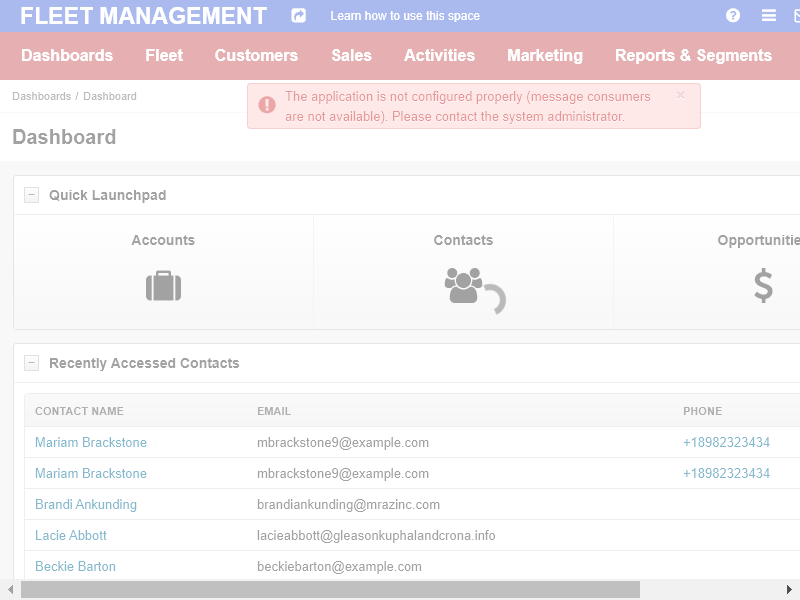 FLEET MANAGEMENT Learn how to use this space
Dashboards Fleet Customers Sales Activities Marketing Reports & Segments
Dashboards / Dashboard
The application is not configured properly (message consumers
are not available). Please contact the system administrator.
Dashboard
Quick Launchpad
Accounts Contacts Opportunitie
Recently Accessed Contacts
CONTACT NAME EMAIL PHONE
Mariam Brackstone mbrackstone9@example.com +18982323434
Mariam Brackstone mbrackstone9@example.com +18982323434
Brandi Ankunding brandiankunding@mrazinc.com
Lacie Abbott lacieabbott@gleasonkuphalandcrona.info
Beckie Barton beckiebarton@example.com